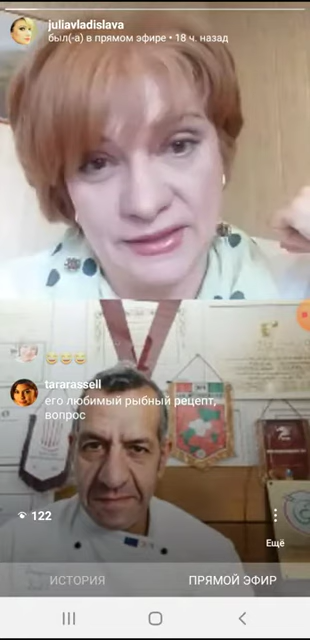 juliavladislava
был(-а) в прямом эфире • 18 ч. назад
tararassell
его любимый рыбный рецепт,
вопрос
122
Ещё
ИСТОРИЯ
ПРЯМОЙ ЭФИР